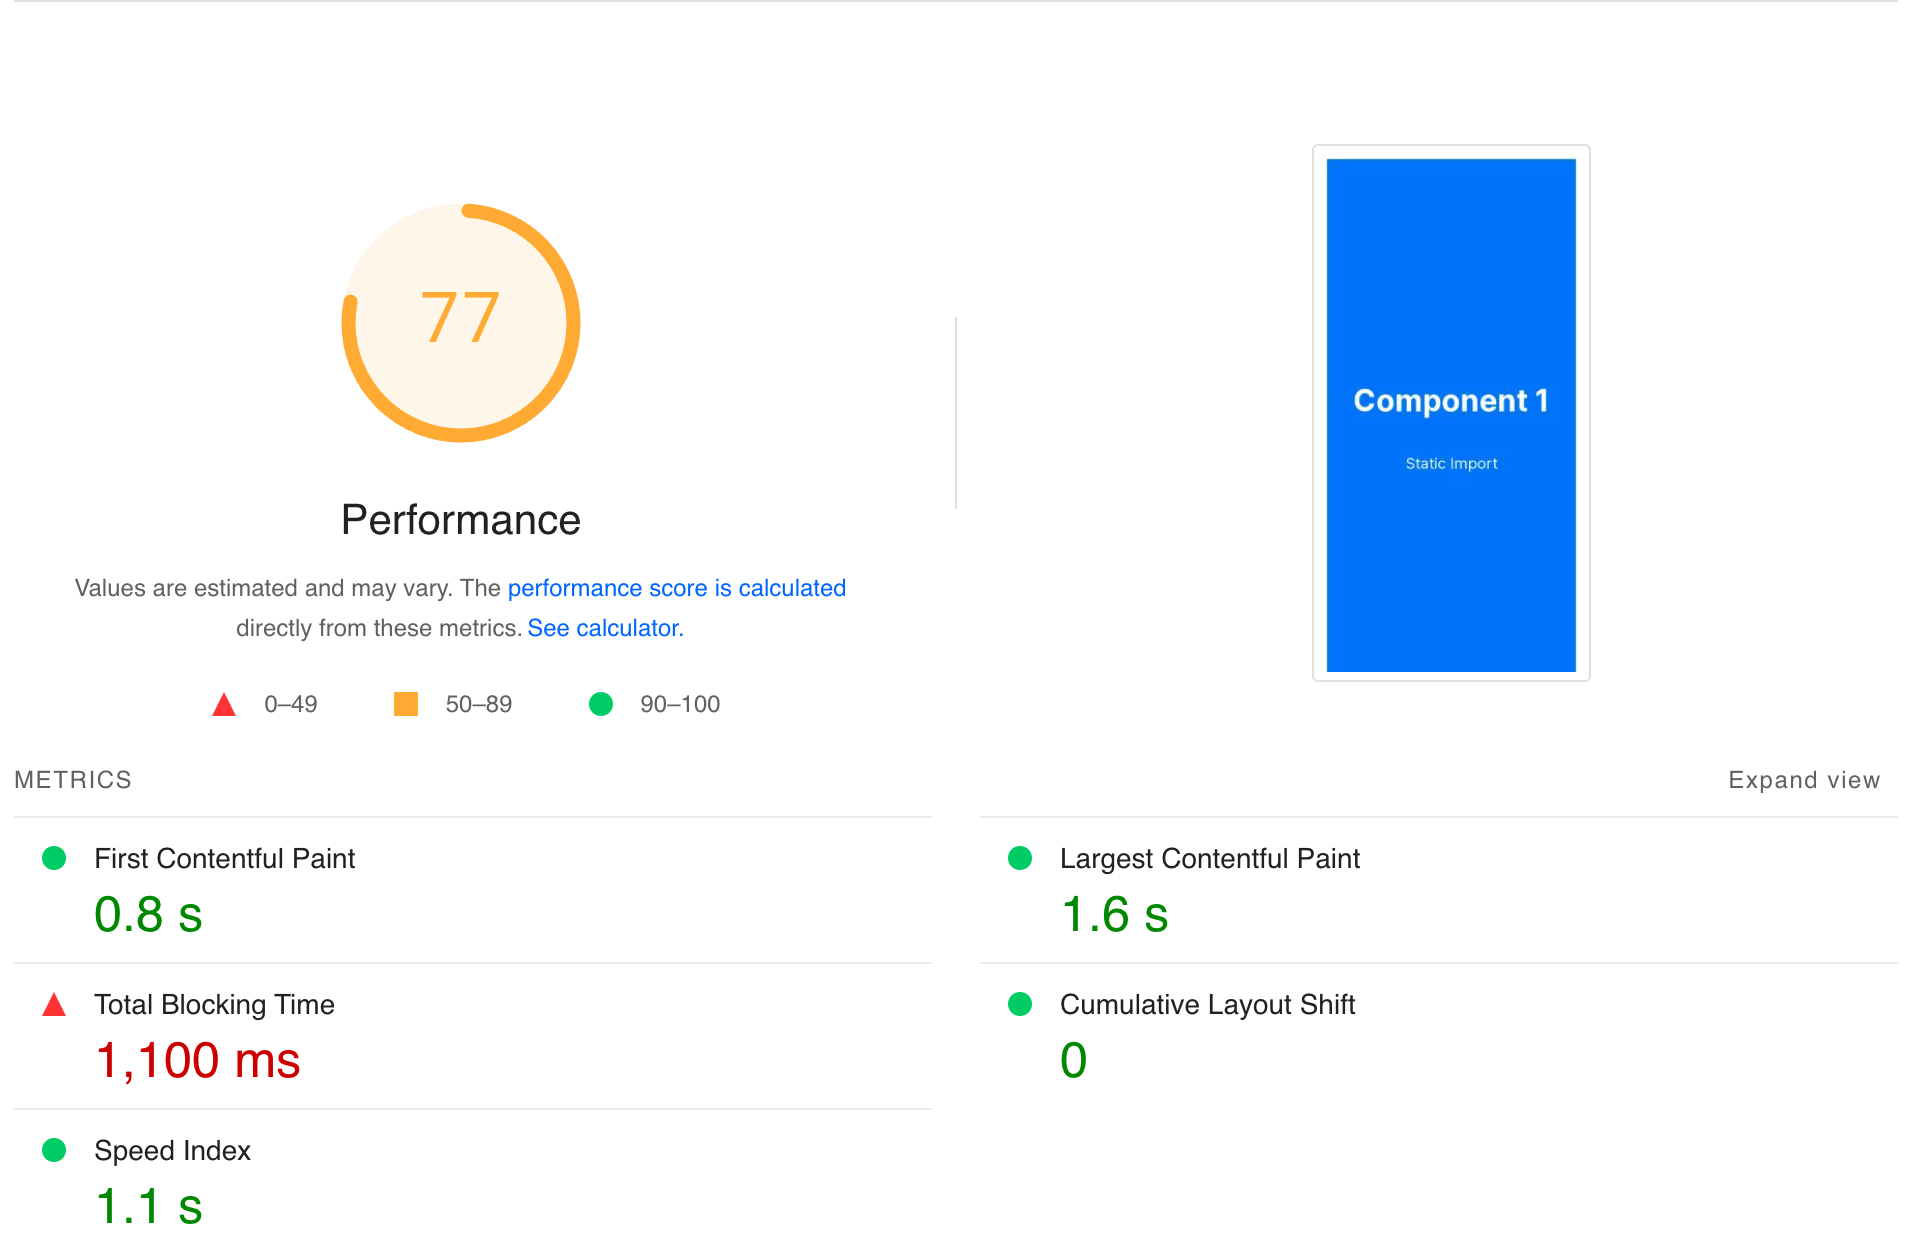 77
Performance
Values are estimated and may vary. The performance score is calculated
directly from these metrics. See calculator.
0–49
50–89
90–100
Component 1
Static Import
METRICS
Expand view
First Contentful Paint
0.8 s
Largest Contentful Paint
1.6 s
Total Blocking Time
1,100 ms
Cumulative Layout Shift
0
Speed Index
1.1 s